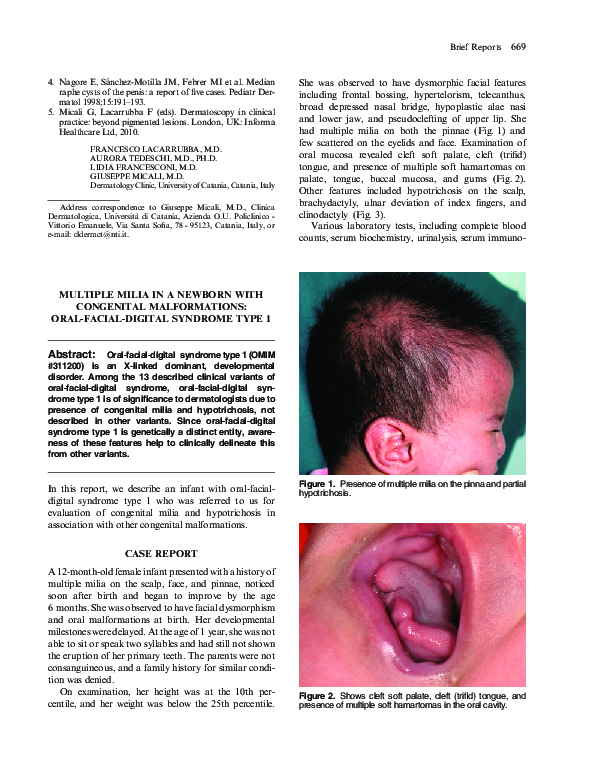 Brief Reports 669
4. Nagore E, Sánchez-Motilla JM, Febrer MI et al. Median
raphe cysts of the penis: a report of five cases. Pediatr Der-
matol 1998;15:191–193.
5. Micali G, Lacarrubba F (eds). Dermatoscopy in clinical
practice: beyond pigmented lesions. London, UK: Informa
Healthcare Ltd, 2010.
FRANCESCO LACARRUBBA, M.D.
AURORA TEDESCHI, M.D., PH.D.
LIDIA FRANCESCONI, M.D.
GIUSEPPE MICALI, M.D.
Dermatology Clinic, University of Catania, Catania, Italy
Address correspondence to Giuseppe Micali, M.D., Clinica
Dermatologica, Università di Catania, Azienda O.U. Policlinico -
Vittorio Emanuele, Via Santa Sofia, 78 - 95123, Catania, Italy, or
e-mail: cldermct@nti.it.
MULTIPLE MILIA IN A NEWBORN WITH
CONGENITAL MALFORMATIONS:
ORAL-FACIAL-DIGITAL SYNDROME TYPE 1
Abstract: Oral-facial-digital syndrome type 1 (OMIM
#311200) is an X-linked dominant, developmental
disorder. Among the 13 described clinical variants of
oral-facial-digital syndrome, oral-facial-digital syn-
drome type 1 is of significance to dermatologists due to
presence of congenital milia and hypotrichosis, not
described in other variants. Since oral-facial-digital
syndrome type 1 is genetically a distinct entity, aware-
ness of these features help to clinically delineate this
from other variants.
In this report, we describe an infant with oral-facial-
digital syndrome type 1 who was referred to us for
evaluation of congenital milia and hypotrichosis in
association with other congenital malformations.
CASE REPORT
A 12-month-old female infant presented with a history of
multiple milia on the scalp, face, and pinnae, noticed
soon after birth and began to improve by the age
6 months. She was observed to have facial dysmorphism
and oral malformations at birth. Her developmental
milestones were delayed. At the age of 1 year, she was not
able to sit or speak two syllables and had still not shown
the eruption of her primary teeth. The parents were not
consanguineous, and a family history for similar condi-
tion was denied.
On examination, her height was at the 10th per-
centile, and her weight was below the 25th percentile.
She was observed to have dysmorphic facial features
including frontal bossing, hypertelorism, telecanthus,
broad depressed nasal bridge, hypoplastic alae nasi
and lower jaw, and pseudoclefting of upper lip. She
had multiple milia on both the pinnae (Fig. 1) and
few scattered on the eyelids and face. Examination of
oral mucosa revealed cleft soft palate, cleft (trifid)
tongue, and presence of multiple soft hamartomas on
palate, tongue, buccal mucosa, and gums (Fig. 2).
Other features included hypotrichosis on the scalp,
brachydactyly, ulnar deviation of index fingers, and
clinodactyly (Fig. 3).
Various laboratory tests, including complete blood
counts, serum biochemistry, urinalysis, serum immuno-
Figure 1. Presence of multiple milia on the pinna and partial
hypotrichosis.
Figure 2. Shows cleft soft palate, cleft (trifid) tongue, and
presence of multiple soft hamartomas in the oral cavity.